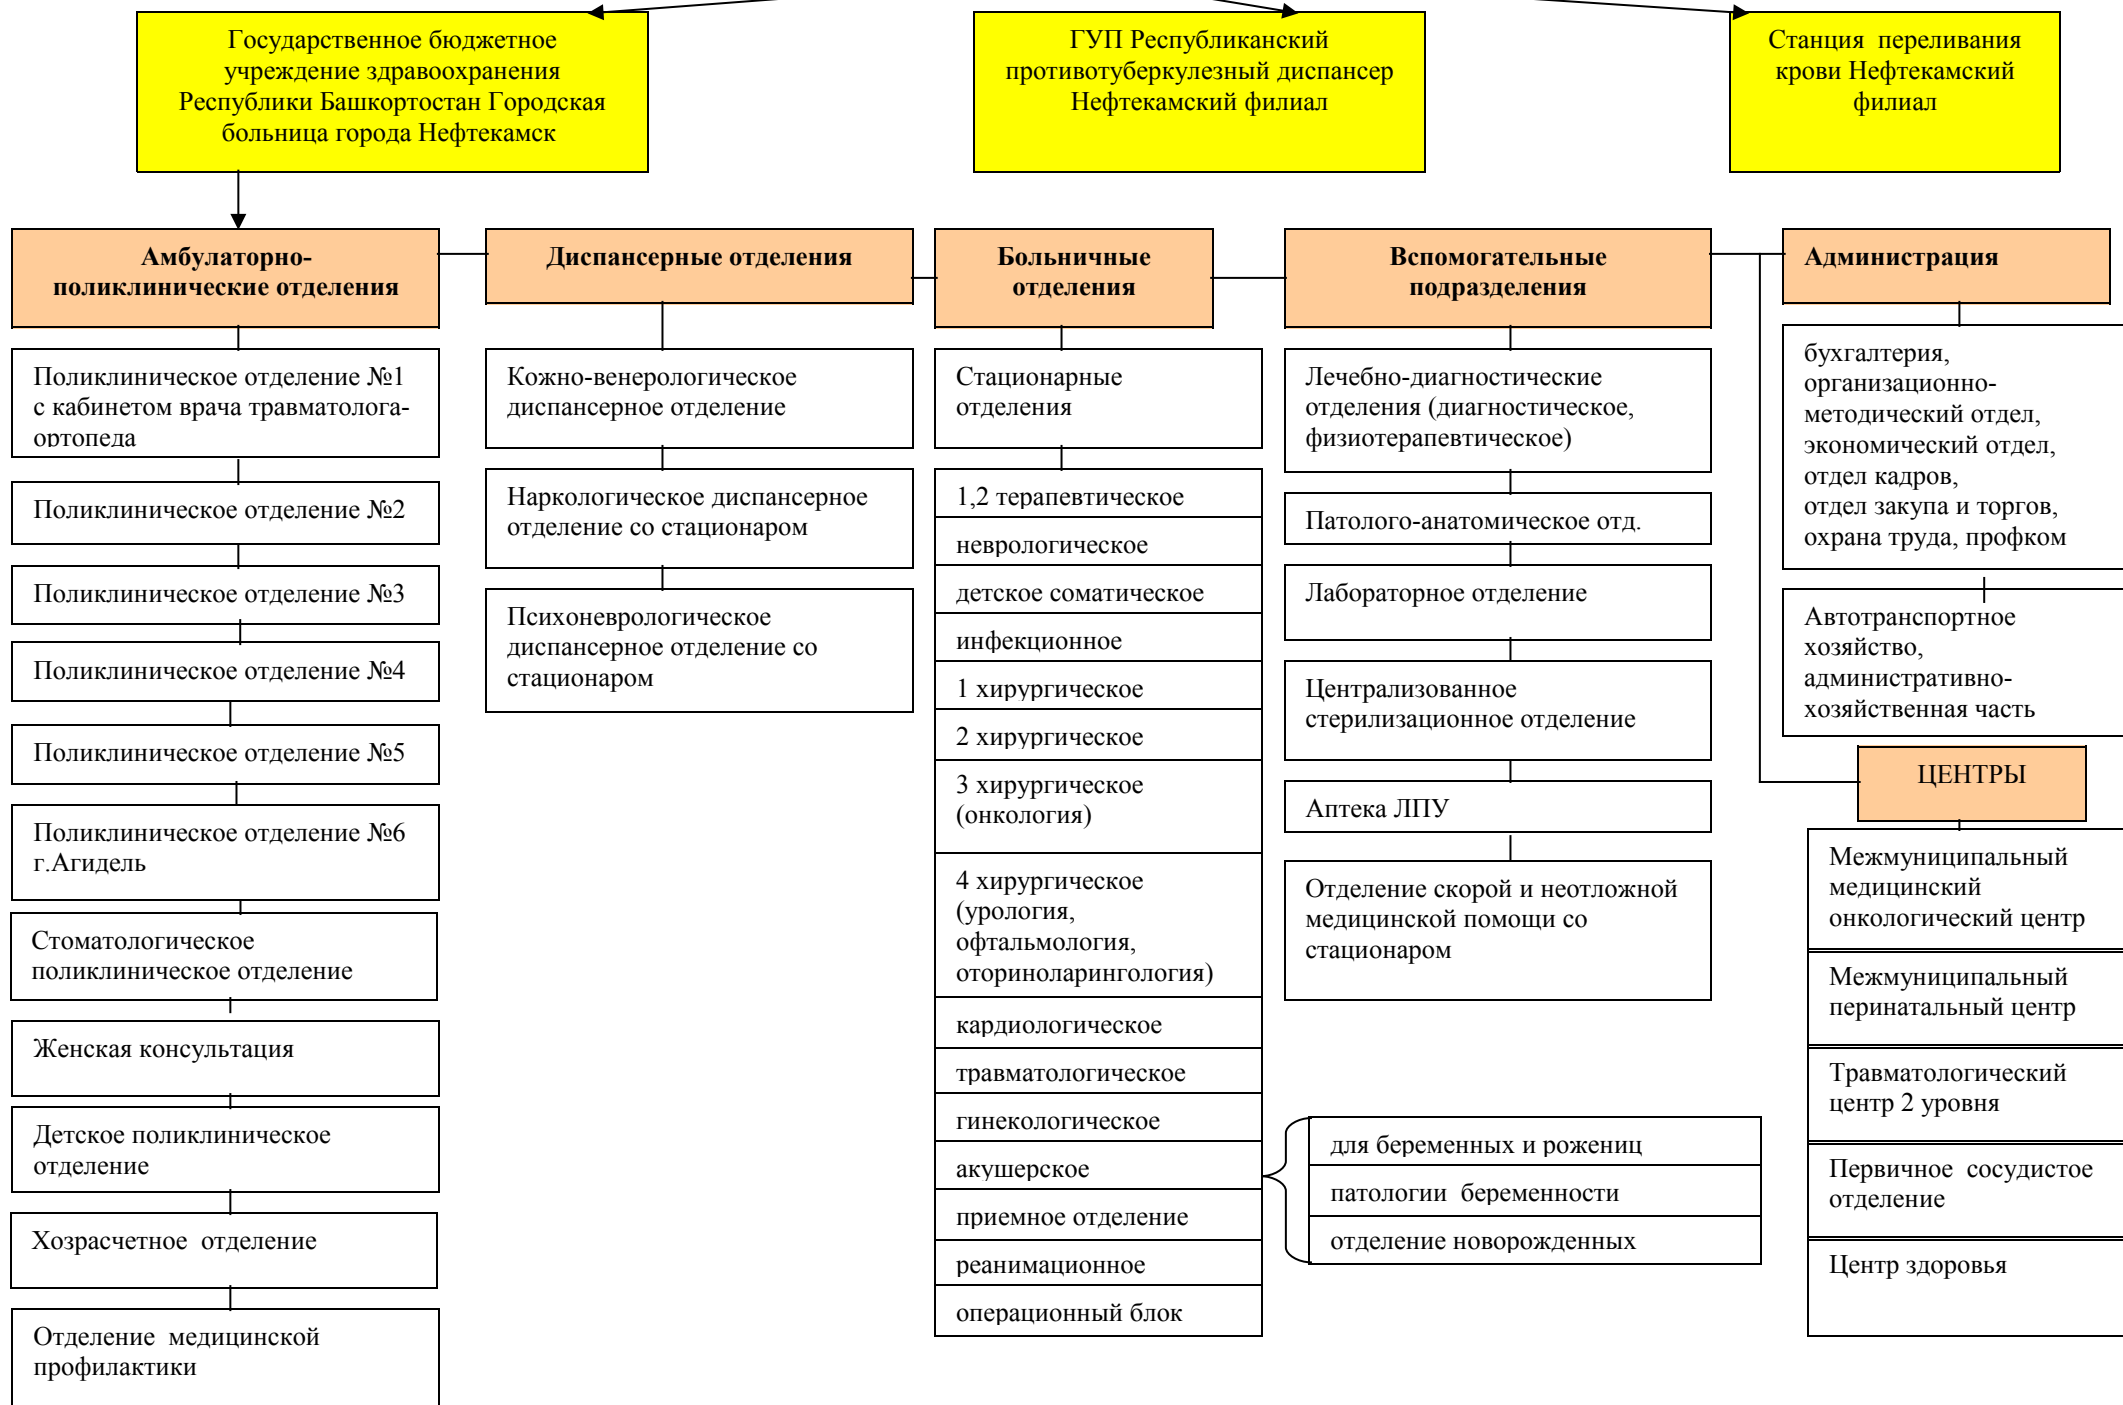 Государственное бюджетное
учреждение здравоохранения
Республики Башкортостан Городская
больница города Нефтекамск
ГУП Республиканский
противотуберкулезный диспансер
Нефтекамский филиал
Станция переливания
крови Нефтекамский
филиал
Амбулаторно-
поликлинические отделения
Поликлиническое отделение №1
с кабинетом врача травматолога-
ортопеда
Поликлиническое отделение №2
Поликлиническое отделение №3
Поликлиническое отделение №4
Поликлиническое отделение №5
Поликлиническое отделение №6
г.Агидель
Стоматологическое
поликлиническое отделение
Женская консультация
Детское поликлиническое
отделение
Хозрасчетное отделение
Отделение медицинской
профилактики
Диспансерные отделения
Кожно-венерологическое
диспансерное отделение
Наркологическое диспансерное
отделение со стационаром
Психоневрологическое
диспансерное отделение со
стационаром
Больничные
отделения
Стационарные
отделения
1,2 терапевтическое
неврологическое
детское соматическое
инфекционное
1 хирургическое
2 хирургическое
3 хирургическое
(онкология)
4 хирургическое
(урология,
офтальмология,
оториноларингология)
кардиологическое
травматологическое
гинекологическое
акушерское
приемное отделение
реанимационное
операционный блок
для беременных и рожениц
патологии беременности
отделение новорожденных
Вспомогательные
подразделения
Лечебно-диагностические
отделения (диагностическое,
физиотерапевтическое)
Патолого-анатомическое отд.
Лабораторное отделение
Централизованное
стерилизационное отделение
Аптека ЛПУ
Отделение скорой и неотложной
медицинской помощи со
стационаром
Администрация
бухгалтерия,
организационно-
методический отдел,
экономический отдел,
отдел кадров,
отдел закупа и торгов,
охрана труда, профком
Автотранспортное
хозяйство,
административно-
хозяйственная часть
ЦЕНТРЫ
Межмуниципальный
медицинский
онкологический центр
Межмуниципальный
перинатальный центр
Травматологический
центр 2 уровня
Первичное сосудистое
отделение
Центр здоровья